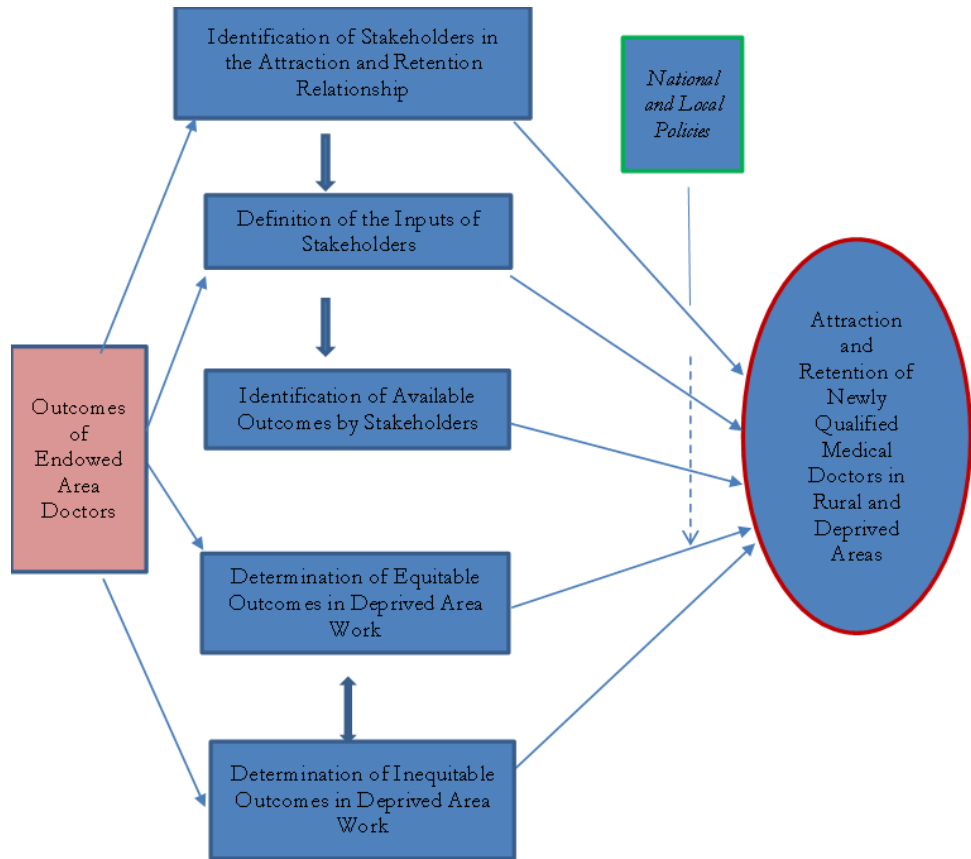 Identification of Stakeholders in
the Attraction and Retention
Relationship
National
and Local
Policies
Definition of the Inputs of
Stakeholders
Outcomes
of
Endowed
Area
Doctors
Identification of Available
Outcomes by Stakeholders
Attraction
and
Retention of
Newly
Qualified
Medical
Doctors in
Rural and
Deprived
Areas
Determination of Equitable
Outcomes in Deprived Area
Work
Determination of Inequitable
Outcomes in Deprived Area
Work